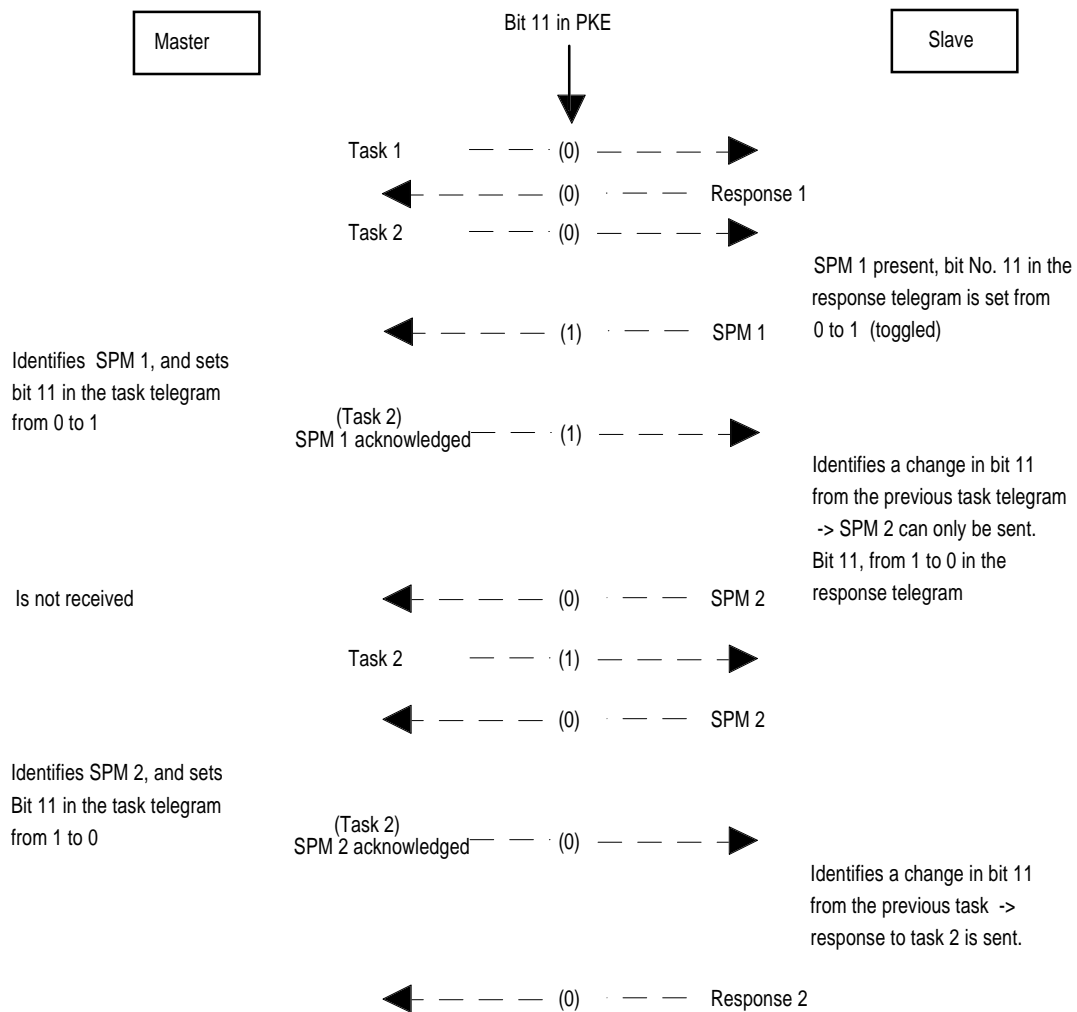 Bit 11 in PKE
Master
Slave
Task 1
(0)
(0)
Response 1
Task 2
(0)
SPM 1 present, bit No. 11 in the
response telegram is set from
0 to 1 (toggled)
(1)
SPM 1
Identifies SPM 1, and sets
bit 11 in the task telegram
from 0 to 1
(Task 2)
SPM 1 acknowledged
(1)
Identifies a change in bit 11
from the previous task telegram
-> SPM 2 can only be sent.
Bit 11, from 1 to 0 in the
response telegram
Is not received
(0)
SPM 2
Task 2
(1)
(0)
SPM 2
Identifies SPM 2, and sets
Bit 11 in the task telegram
from 1 to 0
(Task 2)
SPM 2 acknowledged
(0)
Identifies a change in bit 11
from the previous task ->
response to task 2 is sent.
(0)
Response 2